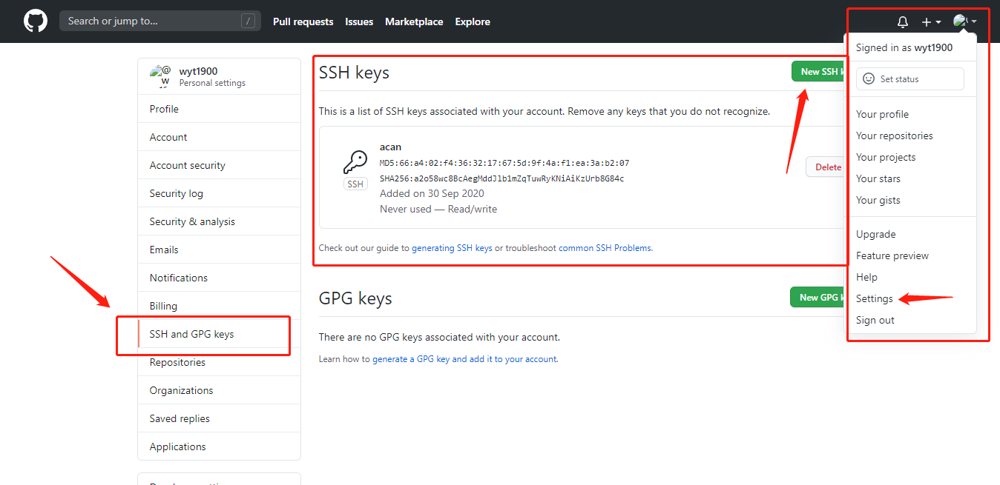 Search or jump to... /
Pull requests
Issues
Marketplace
Explore
Signed in as wyt1900
Set status
Your profile
Your repositories
Your projects
Your stars
Your gists
Upgrade
Feature preview
Help
Settings
Sign out
@
w
wyt1900
Personal settings
Profile
Account
Account security
Security log
Security & analysis
Emails
Notifications
Billing
SSH and GPG keys
Repositories
Organizations
Saved replies
Applications
SSH keys
New SSH
This is a list of SSH keys associated with your account. Remove any keys that you do not recognize.
SSH
acan
MD5:66:a4:02:f4:36:32:17:67:5d:9f:4a:f1:ea:3a:b2:07
SHA256:a2o58wc8BcAegMddJlb1mZqTuwRyKNiAiKzUrb8G84c
Added on 30 Sep 2020
Never used — Read/write
Delete
Check out our guide to generating SSH keys or troubleshoot common SSH Problems.
GPG keys
New GPG
There are no GPG keys associated with your account.
Learn how to generate a GPG key and add it to your account.